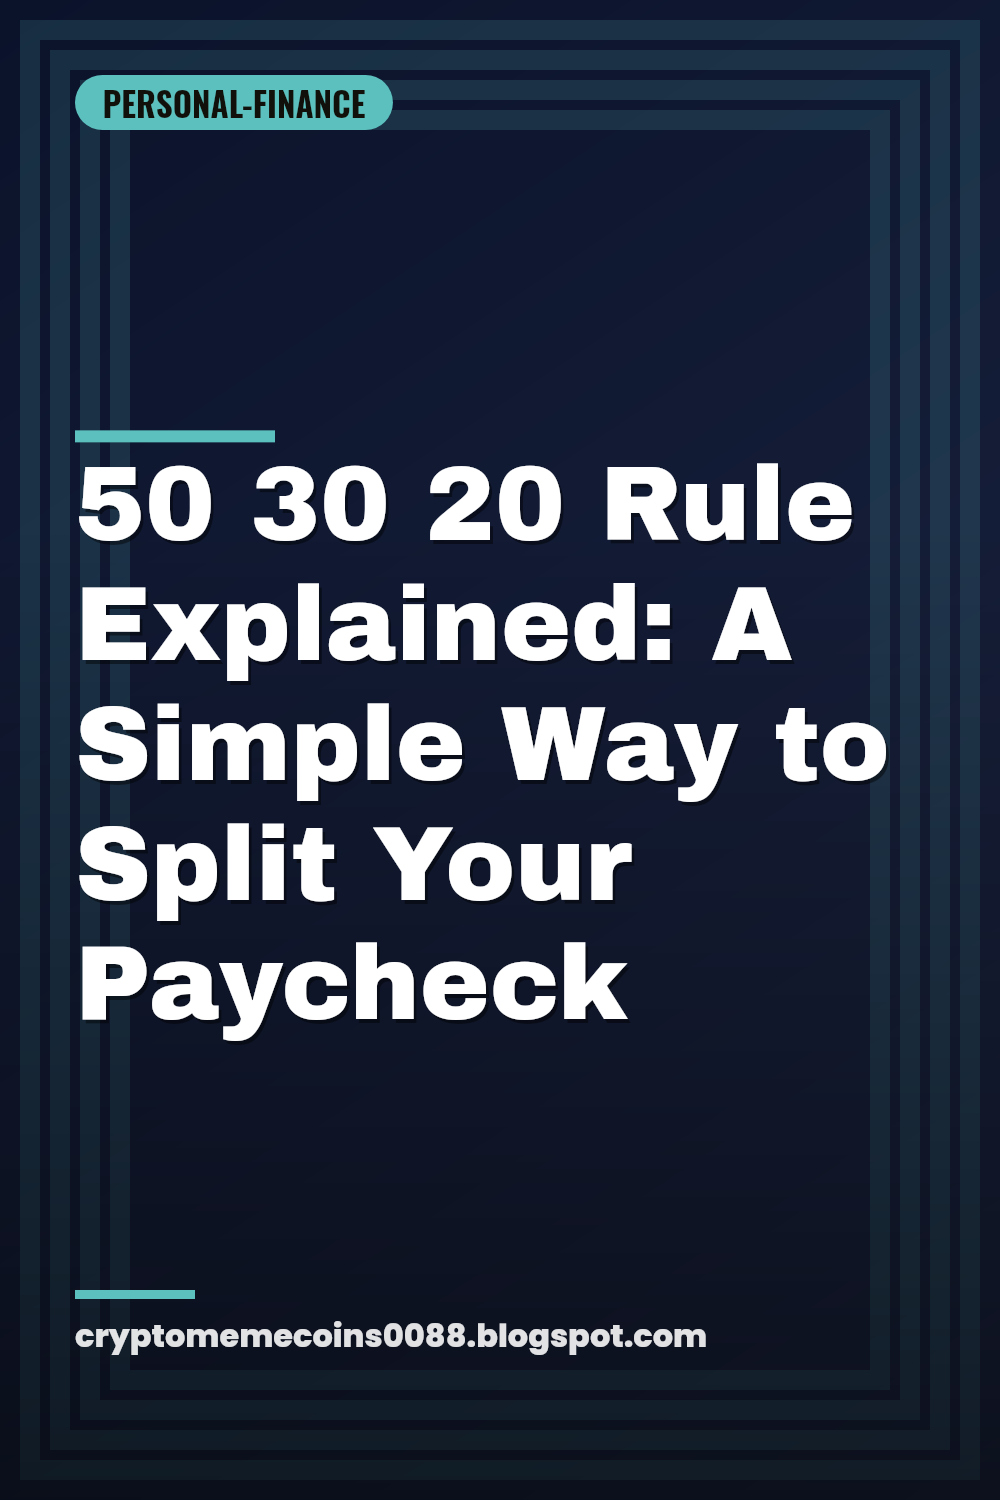 PERSONAL-FINANCE
50 30 20 Rule
Explained: A
Simple Way to
Split Your
Paycheck
cryptomemecoins0088.blogspot.com